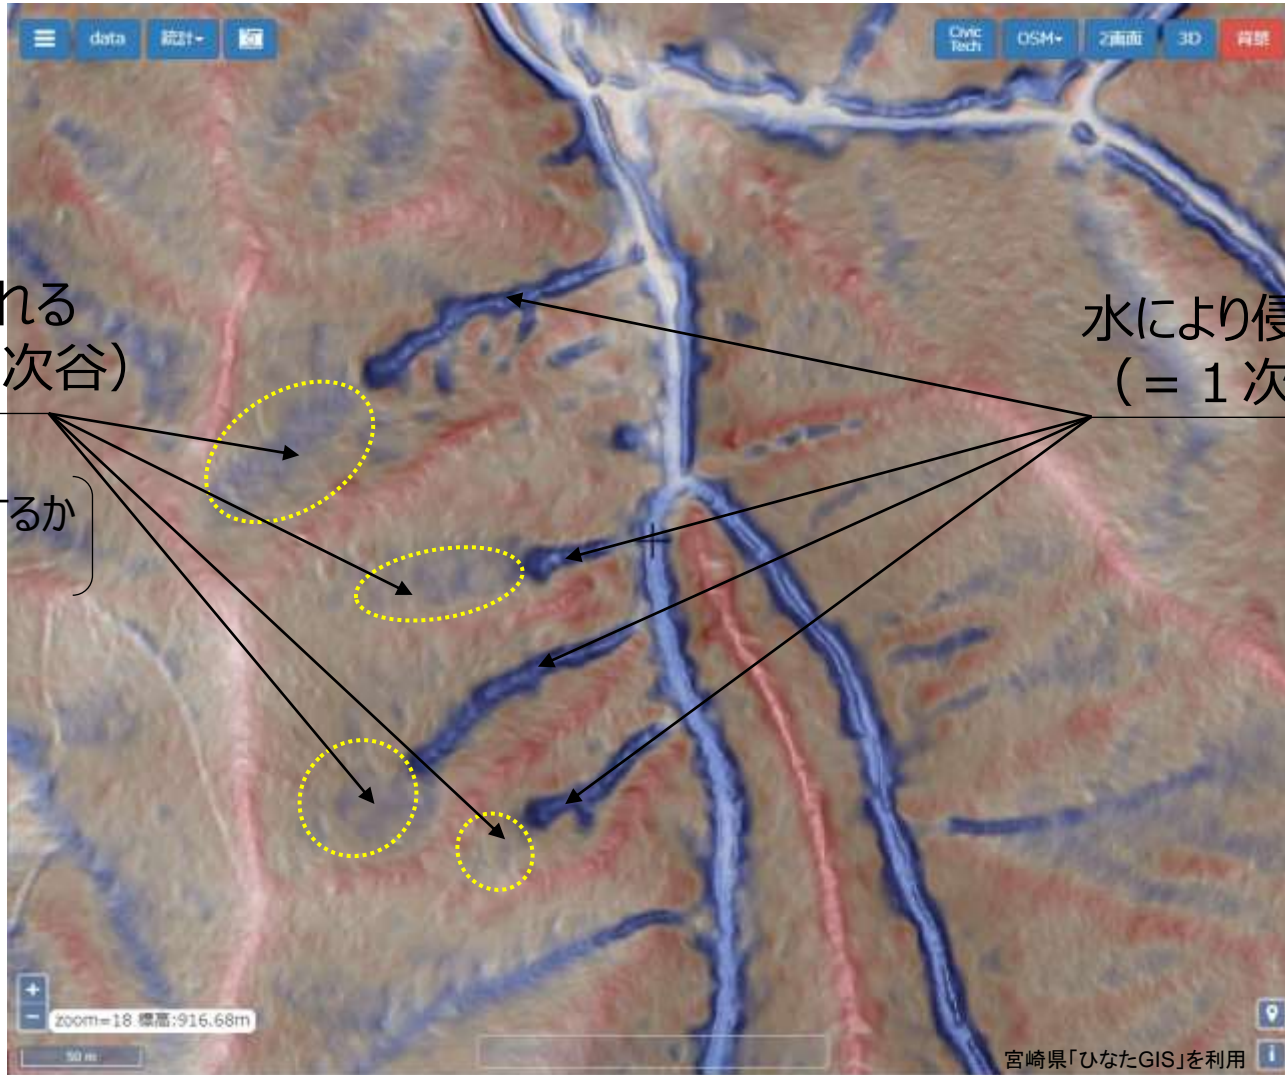 data
統計
Civic
Tech
OSM
2画面
3D
背景
れる
次谷）
るか
水により侵
（＝１次
zoom=18 標高:916.68m
50 m
宮崎県「ひなたGIS」を利用